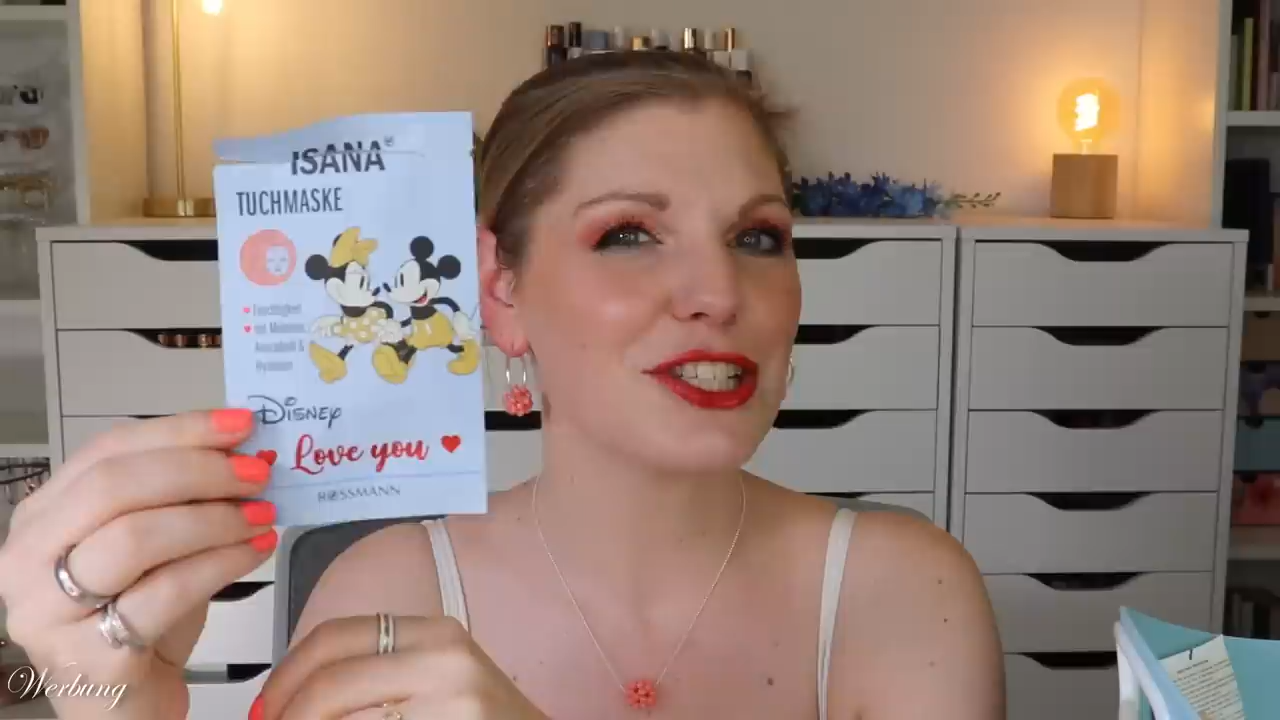 ISANA®
TUCHMASKE
Feuchtigkeit
mit Melonen,
Avocadoöl &
Hyaluron
Disney
Love you
ROSSMANN
Werbung